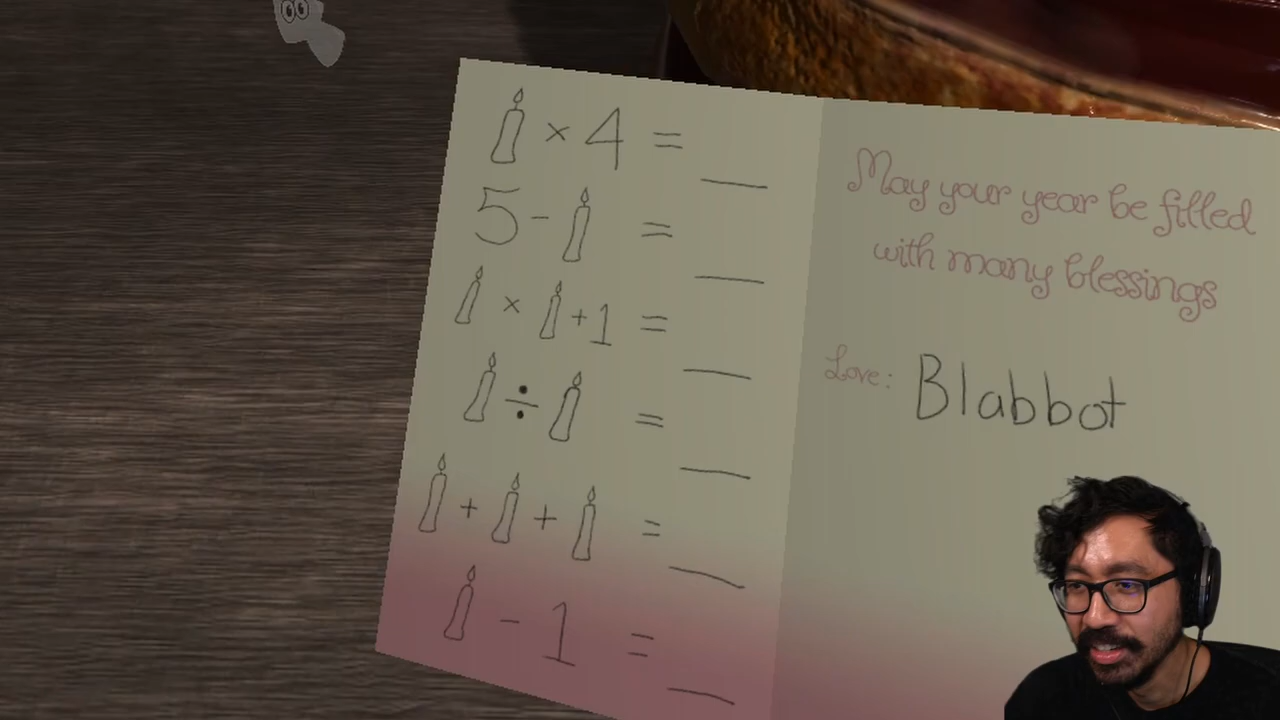 × 4 =
5 - =
× + 1 =
÷ =
+ + =
- 1 =
May your year be filled
with many blessings
Love: Blabbot